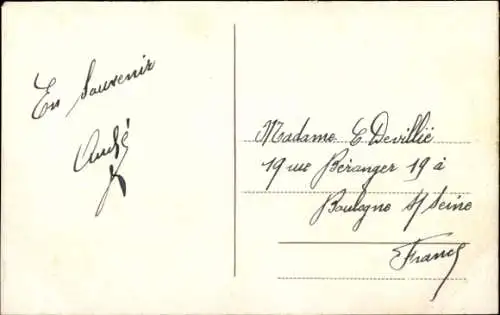 En Souvenir
André
Madame C Devillié
19 rue Béranger 19 à
Boulogne s/ Seine
France